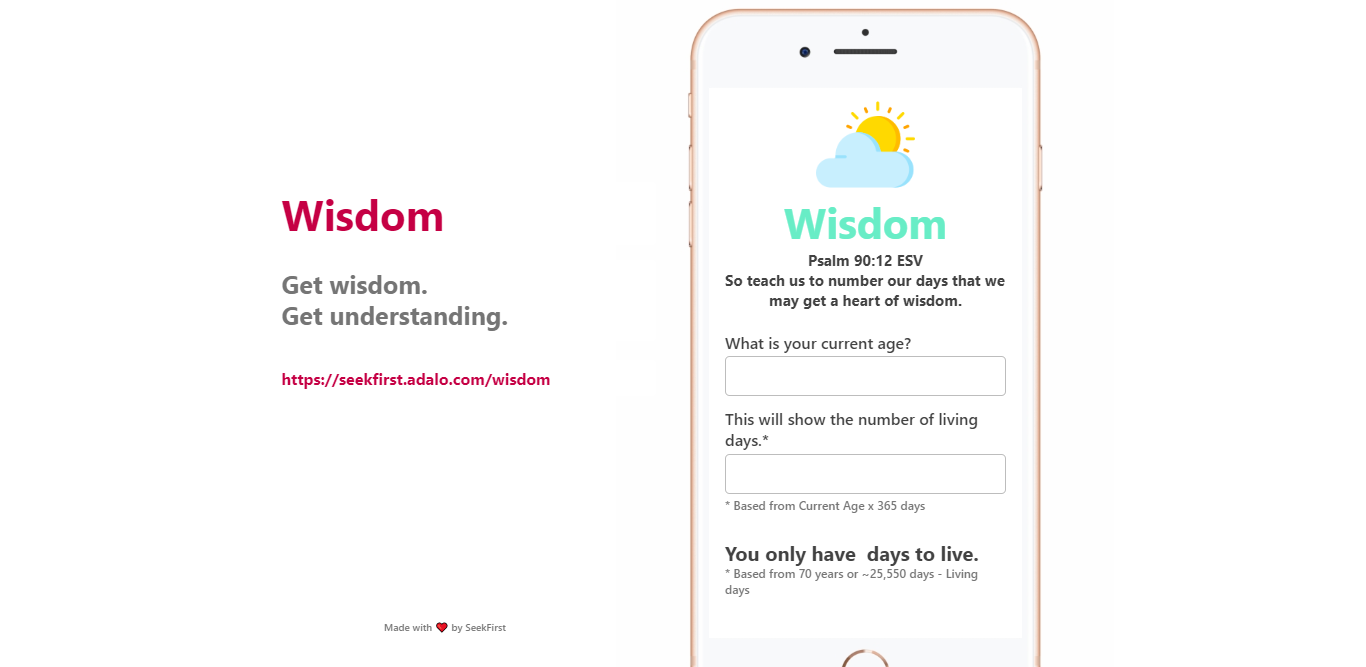 Wisdom
Get wisdom.
Get understanding.
https://seekfirst.adalo.com/wisdom
Made with ❤ by SeekFirst
Wisdom
Psalm 90:12 ESV
So teach us to number our days that we
may get a heart of wisdom.
What is your current age?
This will show the number of living
days.*
* Based from Current Age x 365 days
You only have  days to live.
* Based from 70 years or ~25,550 days - Living
days